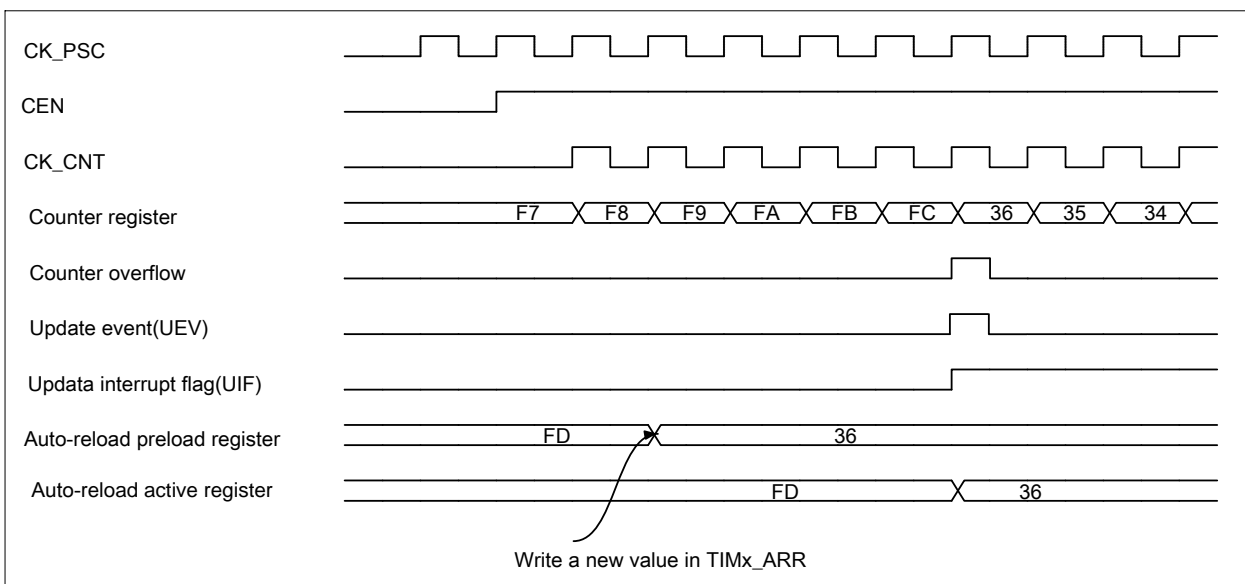 CK_PSC
CEN
CK_CNT
Counter register F7 F8 F9 FA FB FC 36 35 34
Counter overflow
Update event(UEV)
Updata interrupt flag(UIF)
Auto-reload preload register FD 36
Auto-reload active register FD 36
Write a new value in TIMx_ARR